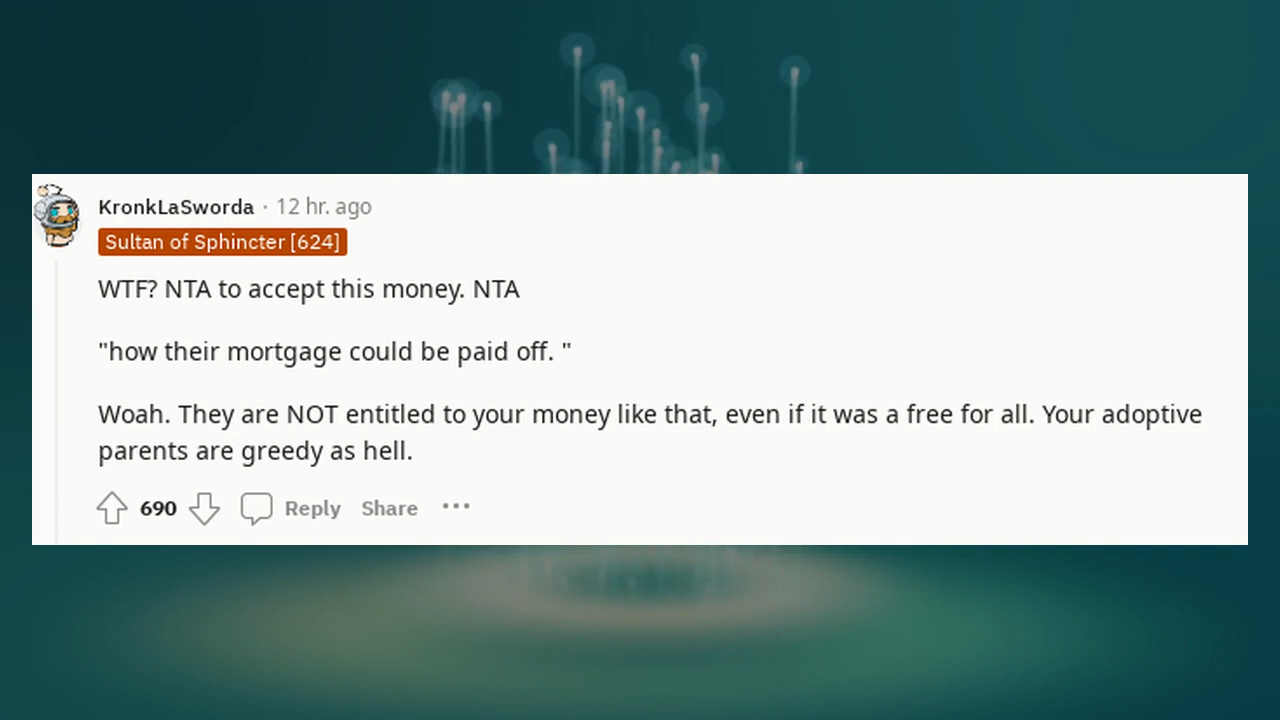 KronkLaSworda · 12 hr. ago
Sultan of Sphincter [624]
WTF? NTA to accept this money. NTA
"how their mortgage could be paid off. "
Woah. They are NOT entitled to your money like that, even if it was a free for all. Your adoptive
parents are greedy as hell.
690 Reply Share